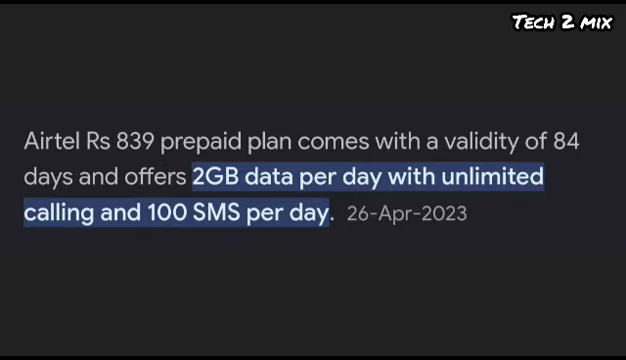 Tech 2 mix
Airtel Rs 839 prepaid plan comes with a validity of 84
days and offers 2GB data per day with unlimited
calling and 100 SMS per day. 26-Apr-2023